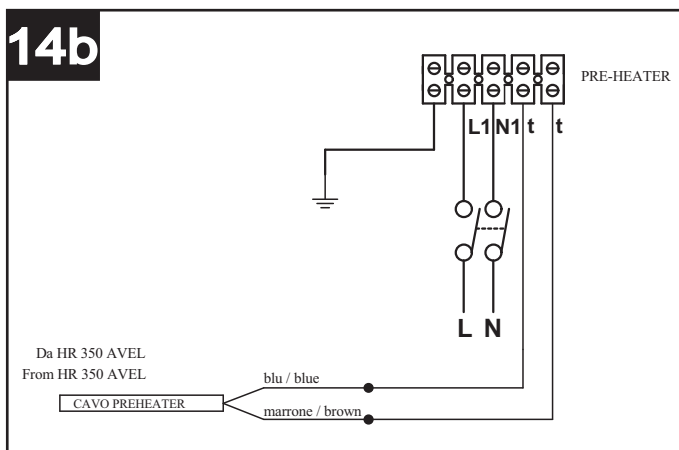 14b
PRE-HEATER
L1 N1 t t
L N
Da HR 350 AVEL
From HR 350 AVEL
blu / blue
CAVO PREHEATER
marrone / brown